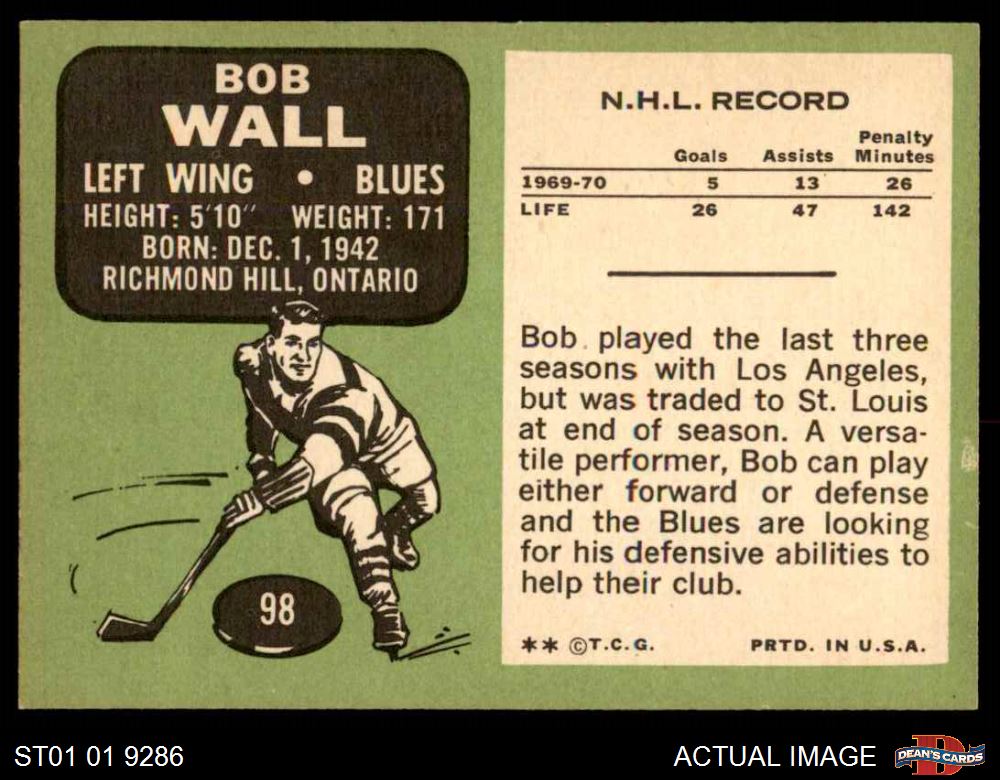 BOB
WALL
LEFT WING • BLUES
HEIGHT: 5'10" WEIGHT: 171
BORN: DEC. 1, 1942
RICHMOND HILL, ONTARIO
98
N.H.L. RECORD
Goals Assists Penalty Minutes
1969-70 5 13 26
LIFE 26 47 142
Bob played the last three
seasons with Los Angeles,
but was traded to St. Louis
at end of season. A versa-
tile performer, Bob can play
either forward or defense
and the Blues are looking
for his defensive abilities to
help their club.
** ©T.C.G. PRTD. IN U.S.A.
ST01 01 9286
ACTUAL IMAGE
D
DEAN'S CARDS